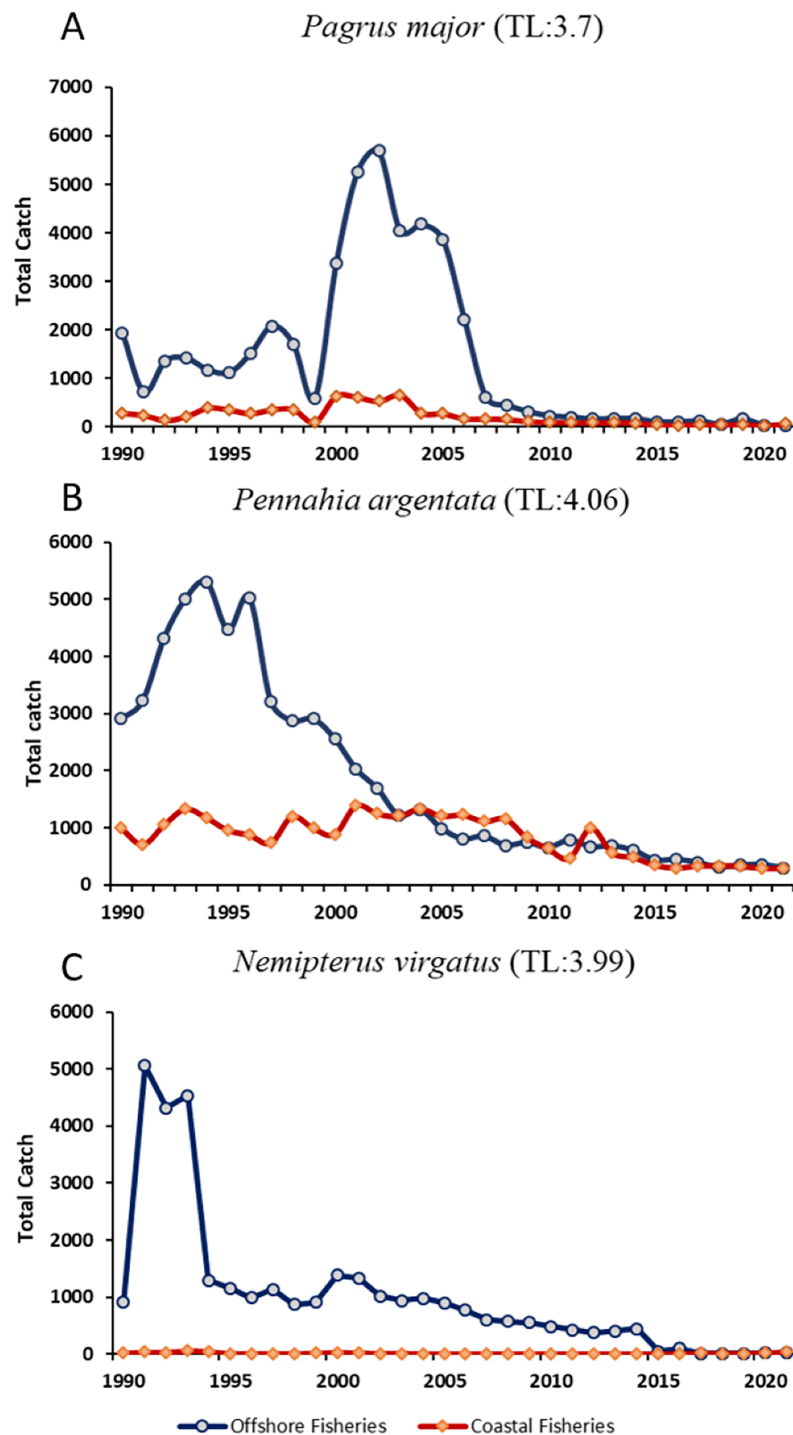 A
Pagrus major (TL:3.7)
7000
6000
5000
4000
3000
2000
1000
0
Total Catch
1990 1995 2000 2005 2010 2015 2020
B
Pennahia argentata (TL:4.06)
6000
5000
4000
3000
2000
1000
0
Total catch
1990 1995 2000 2005 2010 2015 2020
C
Nemipterus virgatus (TL:3.99)
6000
5000
4000
3000
2000
1000
0
Total Catch
1990 1995 2000 2005 2010 2015 2020
Offshore Fisheries Coastal Fisheries